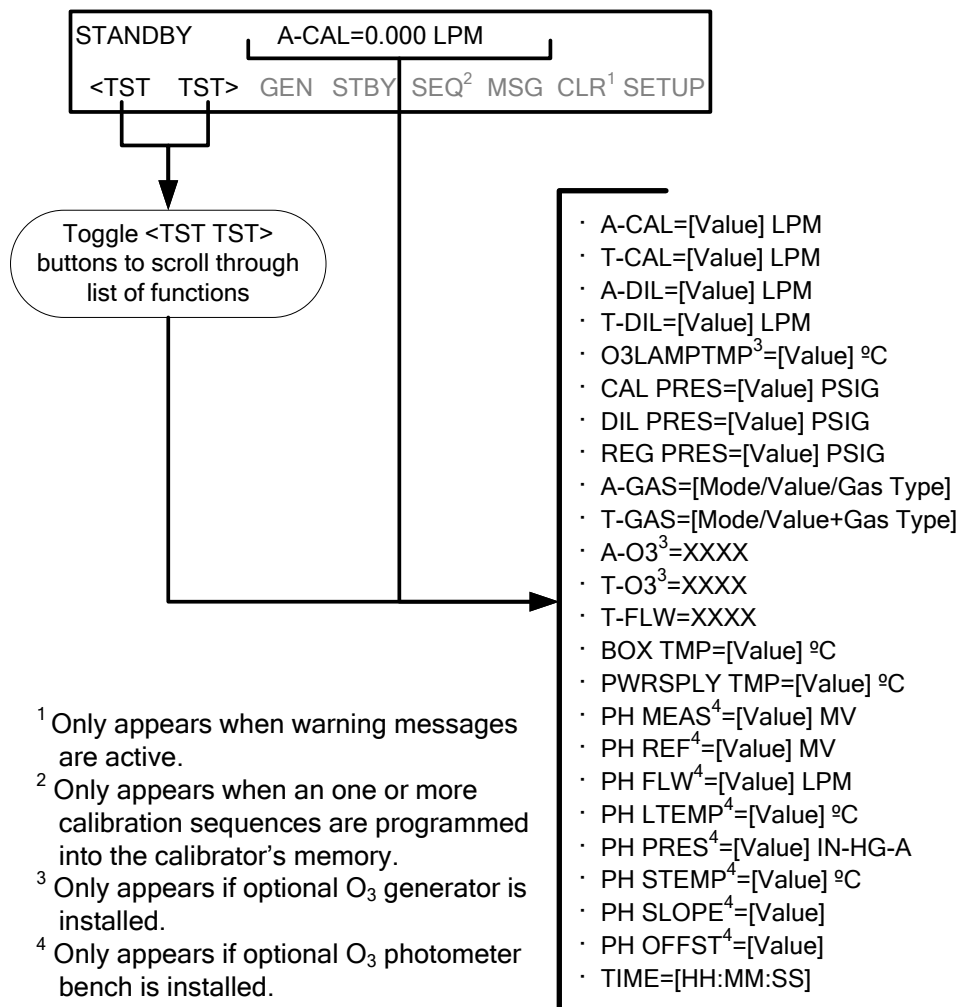 STANDBY A-CAL=0.000 LPM
<TST TST> GEN STBY SEQ² MSG CLR¹ SETUP
Toggle <TST TST>
buttons to scroll through
list of functions
· A-CAL=[Value] LPM
· T-CAL=[Value] LPM
· A-DIL=[Value] LPM
· T-DIL=[Value] LPM
· O3LAMPTMP³=[Value] ºC
· CAL PRES=[Value] PSIG
· DIL PRES=[Value] PSIG
· REG PRES=[Value] PSIG
· A-GAS=[Mode/Value/Gas Type]
· T-GAS=[Mode/Value+Gas Type]
· A-O3³=XXXX
· T-O3³=XXXX
· T-FLW=XXXX
· BOX TMP=[Value] ºC
· PWRSPLY TMP=[Value] ºC
· PH MEAS⁴=[Value] MV
· PH REF⁴=[Value] MV
· PH FLW⁴=[Value] LPM
· PH LTEMP⁴=[Value] ºC
· PH PRES⁴=[Value] IN-HG-A
· PH STEMP⁴=[Value] ºC
· PH SLOPE⁴=[Value]
· PH OFFST⁴=[Value]
· TIME=[HH:MM:SS]
¹ Only appears when warning messages
are active.
² Only appears when an one or more
calibration sequences are programmed
into the calibrator’s memory.
³ Only appears if optional O₃ generator is
installed.
⁴ Only appears if optional O₃ photometer
bench is installed.